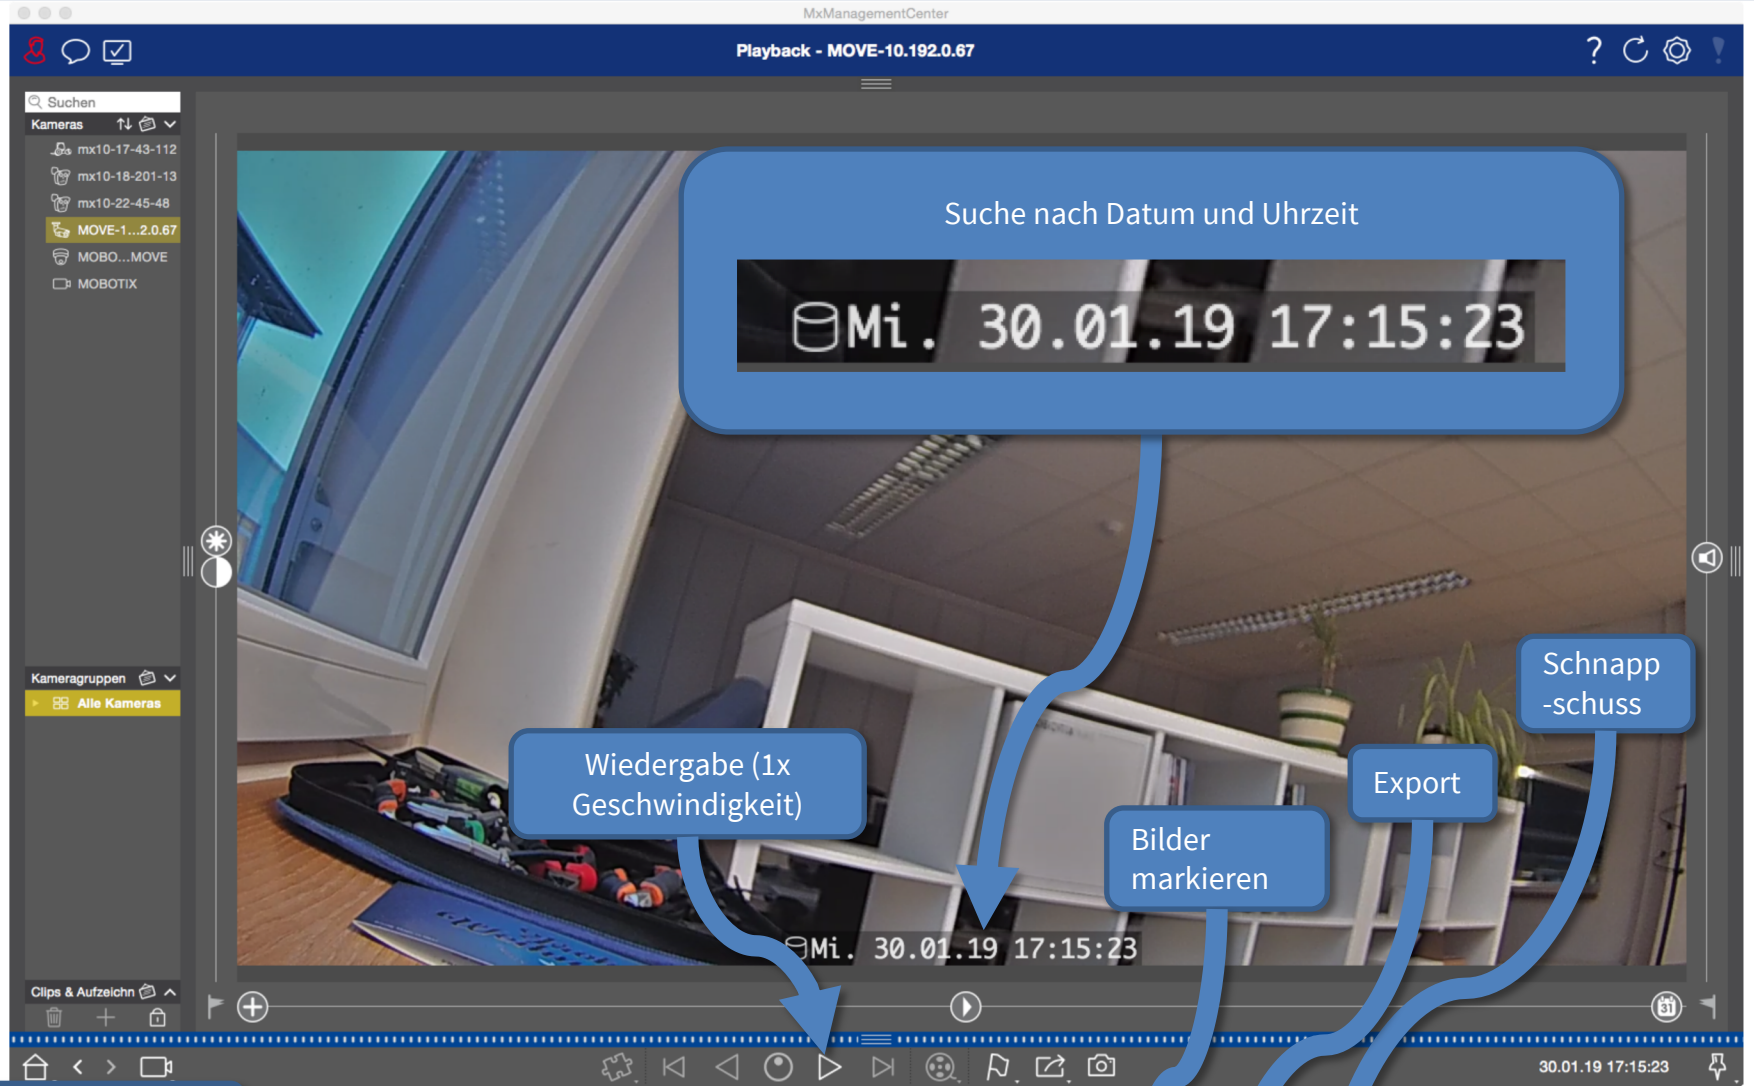 MxManagementCenter
Playback - MOVE-10.192.0.67
Suchen
Kameras
mx10-17-43-112
mx10-18-201-13
mx10-22-45-48
MOVE-1...2.0.67
MOBO...MOVE
MOBOTIX
Suche nach Datum und Uhrzeit
Mi. 30.01.19 17:15:23
Schnapp
-schuss
Kameragruppen
Alle Kameras
Wiedergabe (1x
Geschwindigkeit)
Export
Bilder
markieren
Mi. 30.01.19 17:15:23
Clips & Aufzeichn
31
30.01.19 17:15:23